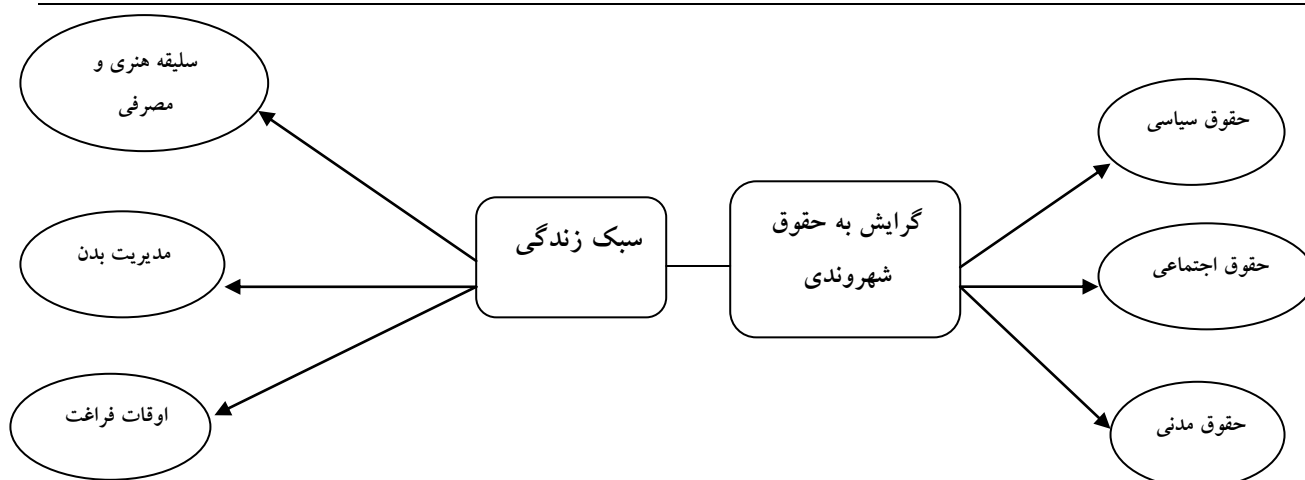 سلیقه هنری و
مصرفی
حقوق سیاسی
گرایش به حقوق
شهروندی
سبک زندگی
مدیریت بدن
حقوق اجتماعی
اوقات فراغت
حقوق مدنی